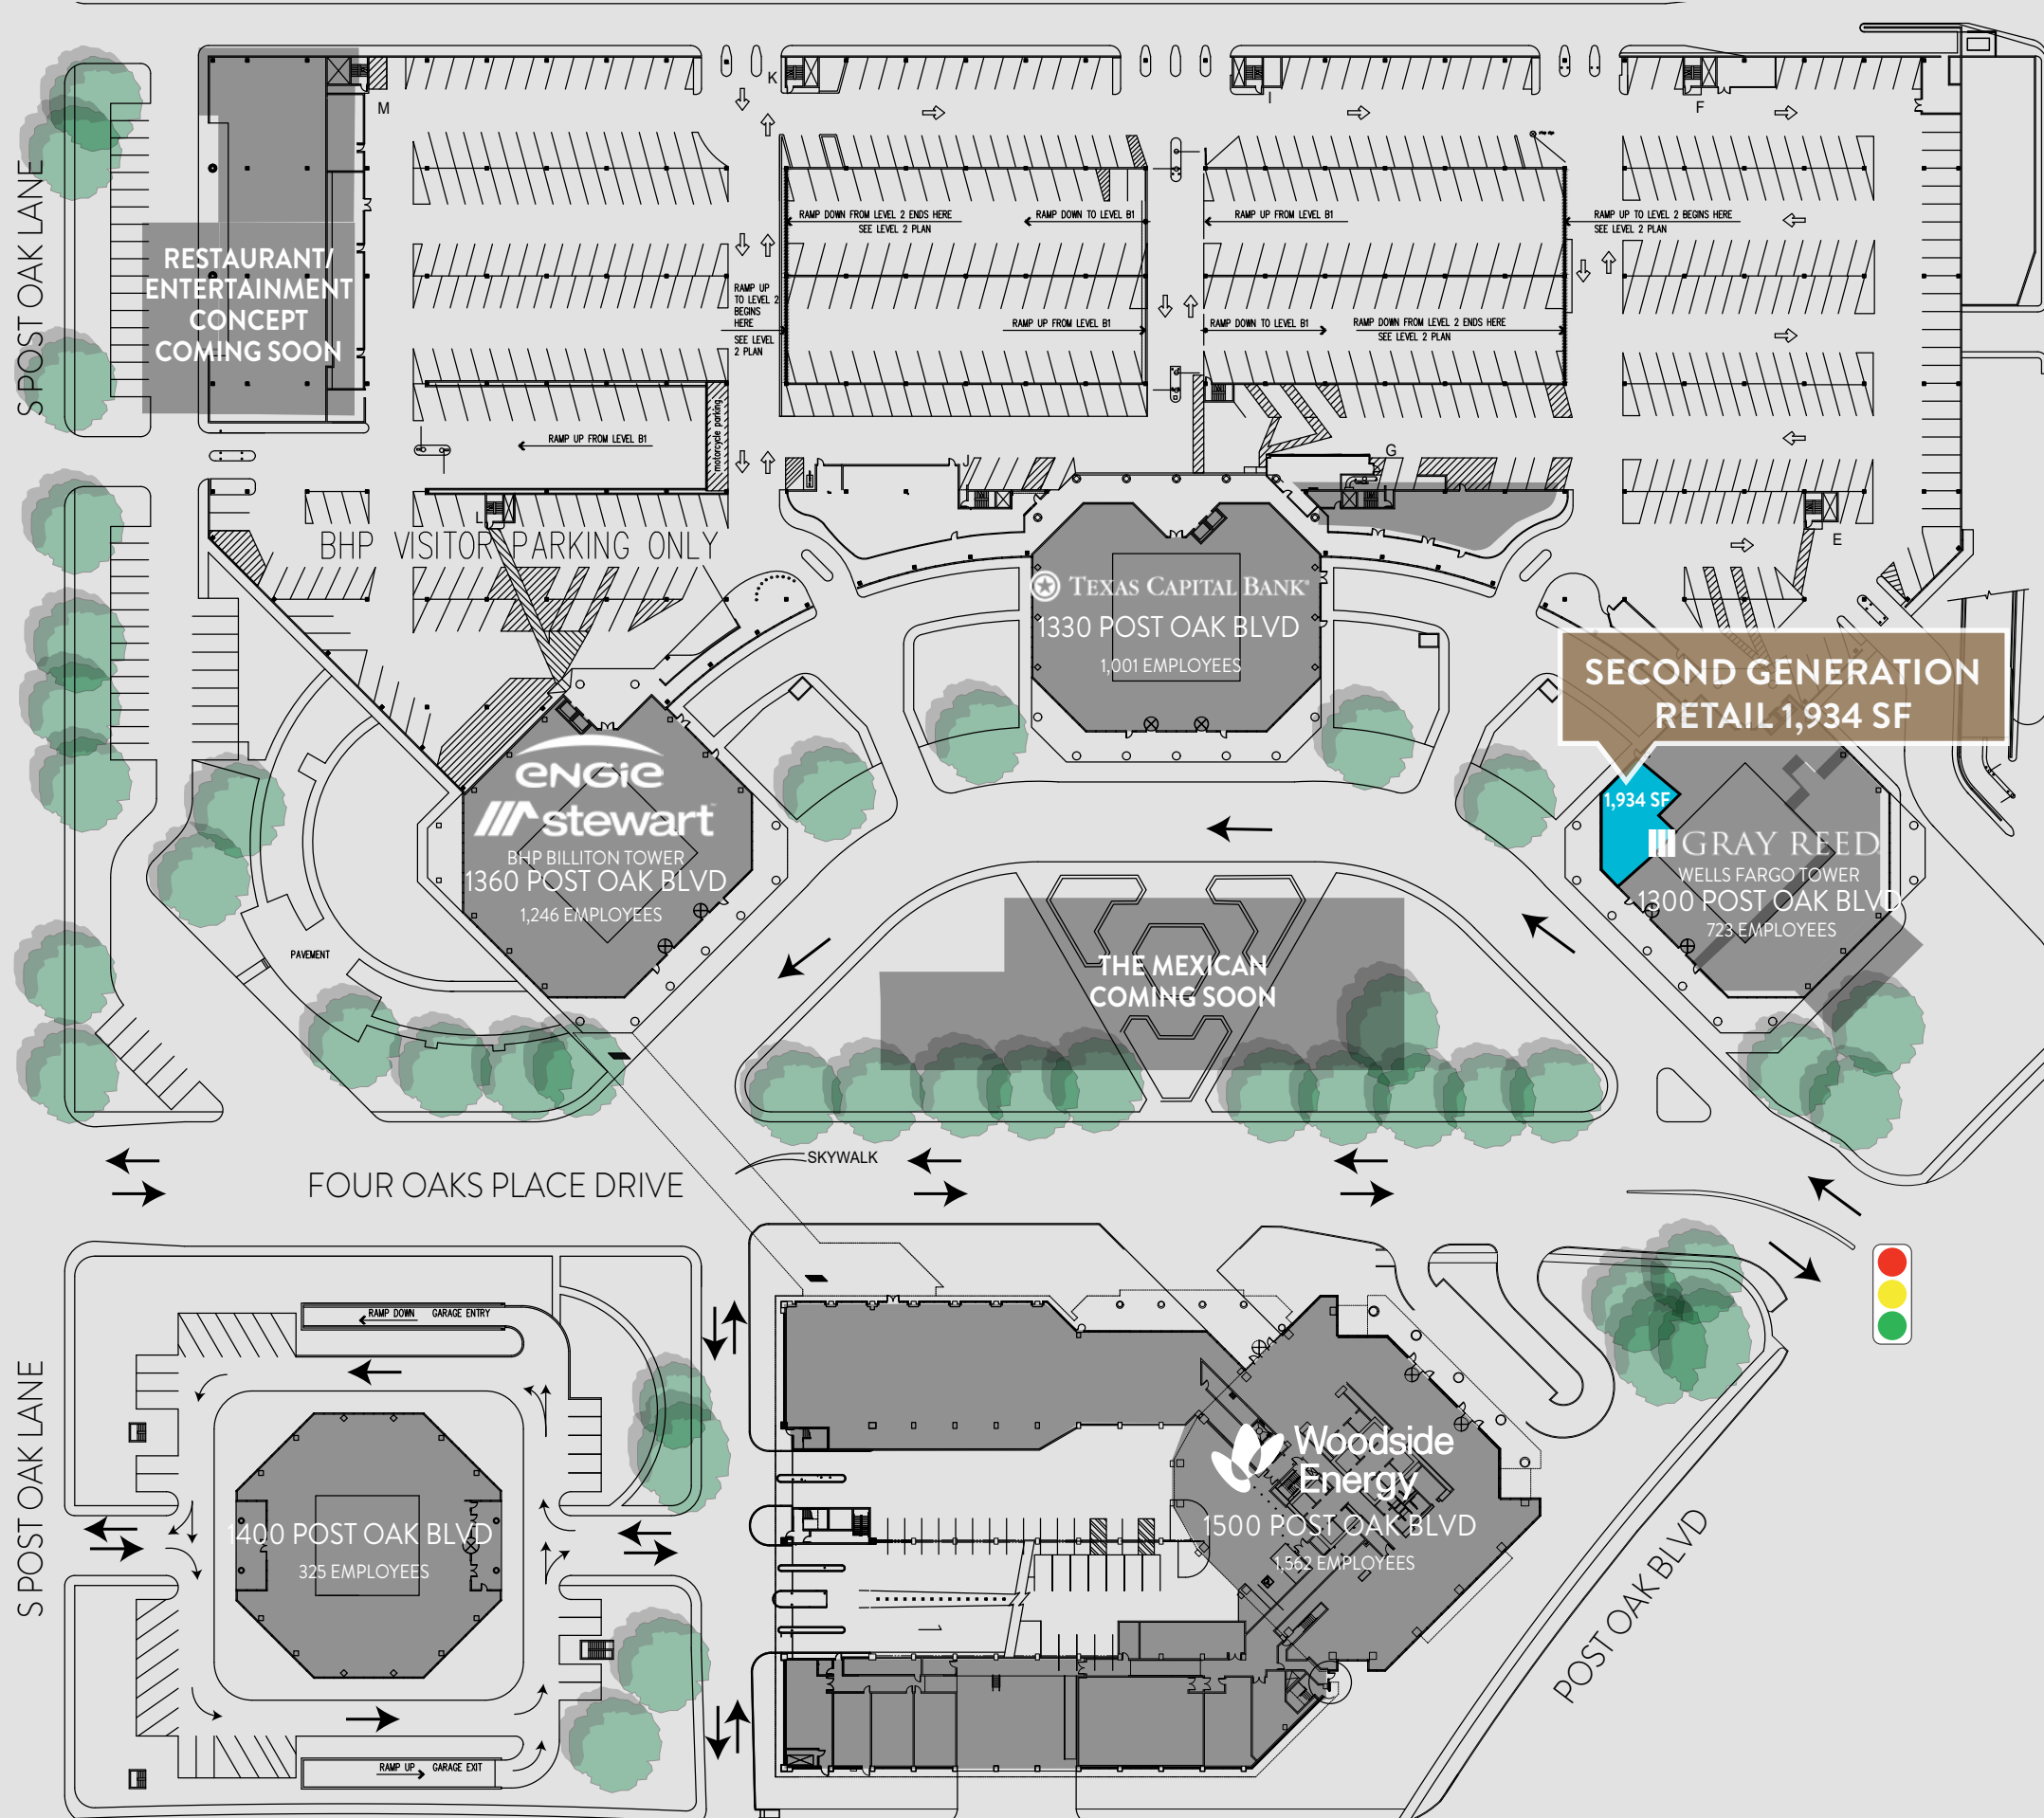 K
M
I
F
S POST OAK LANE
RAMP DOWN FROM LEVEL 2 ENDS HERE
SEE LEVEL 2 PLAN
RAMP DOWN TO LEVEL B1
RAMP UP FROM LEVEL B1
RAMP UP TO LEVEL 2 BEGINS HERE
SEE LEVEL 2 PLAN
RESTAURANT/
ENTERTAINMENT
CONCEPT
COMING SOON
RAMP UP
TO LEVEL 2
BEGINS
HERE
SEE LEVEL
2 PLAN
RAMP UP FROM LEVEL B1
RAMP DOWN TO LEVEL B1
RAMP DOWN FROM LEVEL 2 ENDS HERE
SEE LEVEL 2 PLAN
motorcycle parking
RAMP UP FROM LEVEL B1
J
G
L
E
BHP VISITOR PARKING ONLY
TEXAS CAPITAL BANK
1330 POST OAK BLVD
1,001 EMPLOYEES
SECOND GENERATION
RETAIL 1,934 SF
1,934 SF
GRAY REED
WELLS FARGO TOWER
1300 POST OAK BLVD
723 EMPLOYEES
ENGIE
stewart
BHP BILLITON TOWER
1360 POST OAK BLVD
1,246 EMPLOYEES
PAVEMENT
THE MEXICAN
COMING SOON
SKYWALK
FOUR OAKS PLACE DRIVE
RAMP DOWN GARAGE ENTRY
S POST OAK LANE
1400 POST OAK BLVD
325 EMPLOYEES
RAMP UP GARAGE EXIT
Woodside
Energy
1500 POST OAK BLVD
1,562 EMPLOYEES
POST OAK BLVD